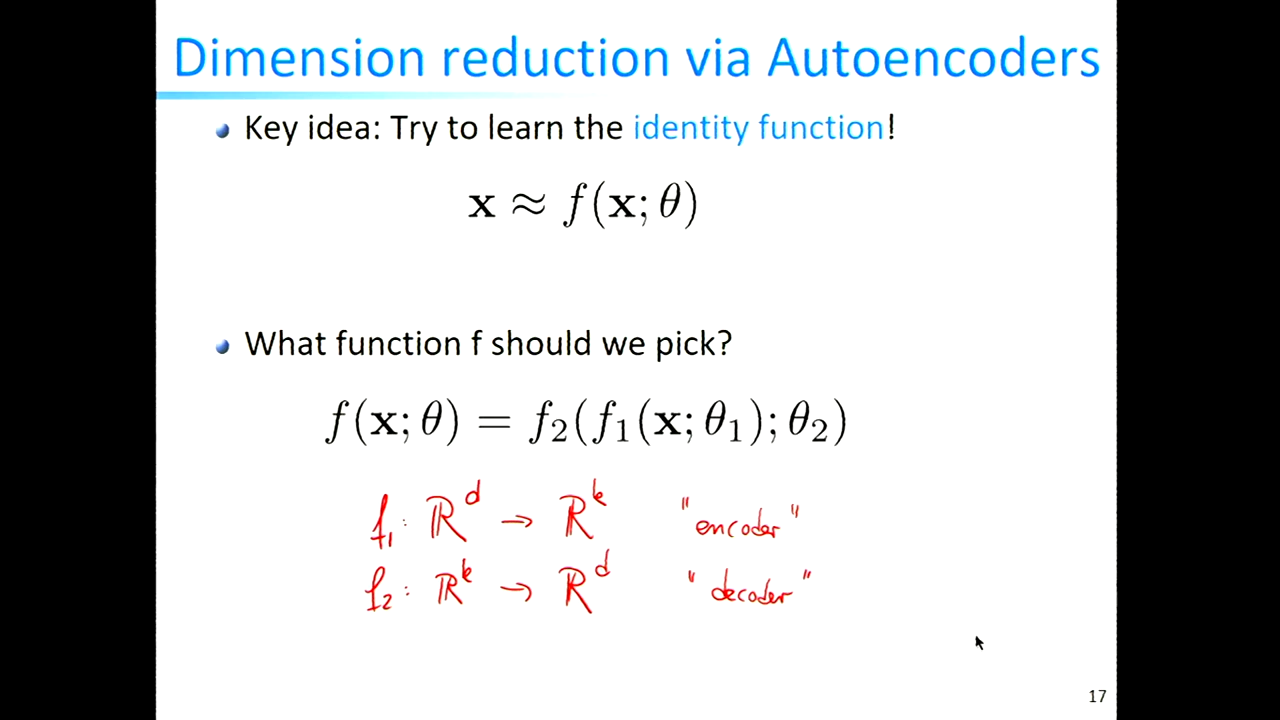 Dimension reduction via Autoencoders
Key idea: Try to learn the identity function!
x ≈ f(x; θ)
What function f should we pick?
f(x; θ) = f₂(f₁(x; θ₁); θ₂)
f₁: ℝᵈ → ℝᵏ "encoder"
f₂: ℝᵏ → ℝᵈ "decoder"
17